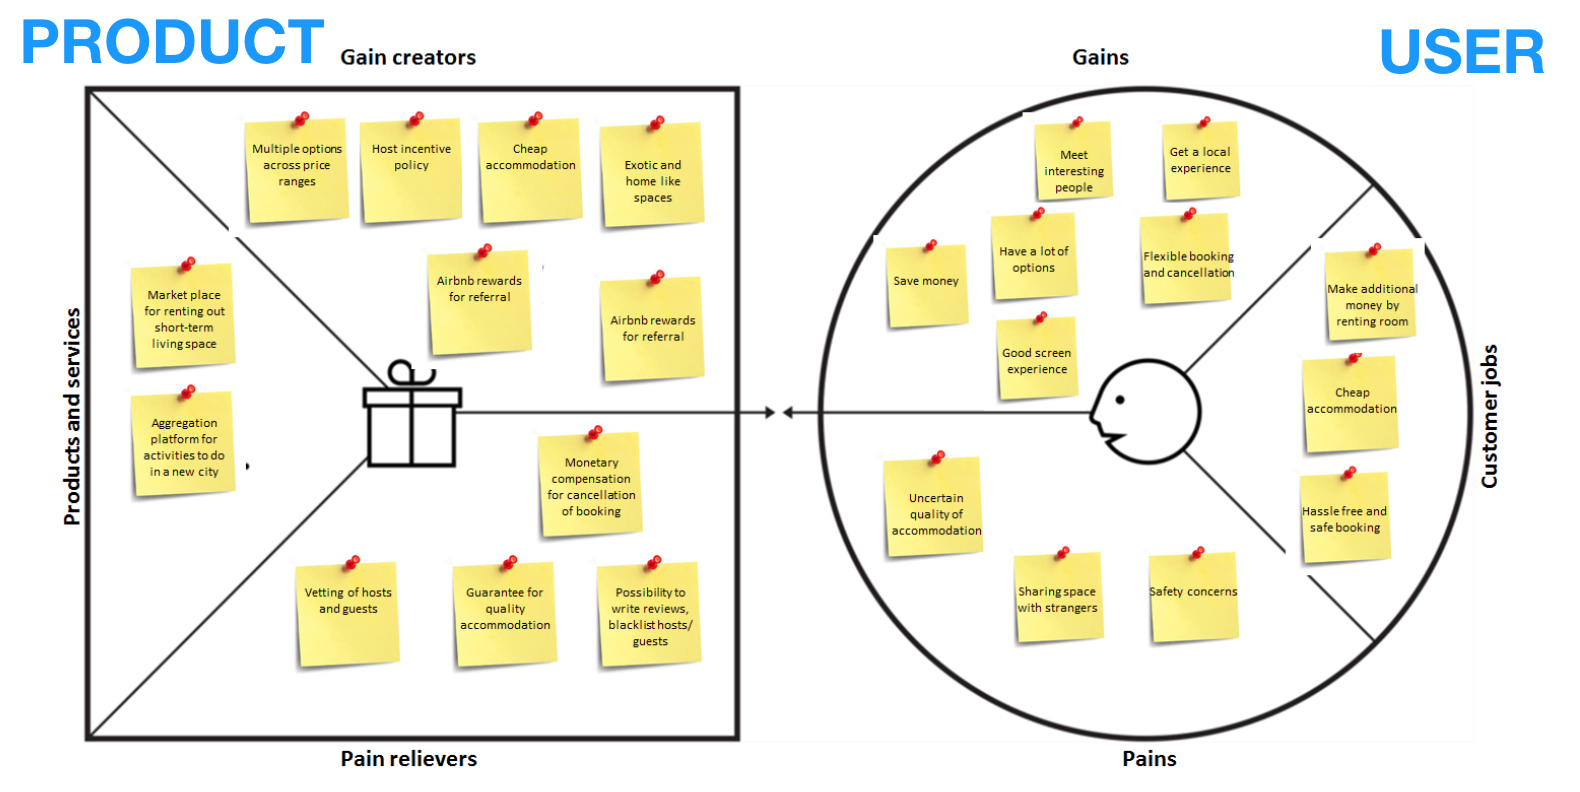 PRODUCT
USER
Gain creators
Gains
Multiple options
across price
ranges
Host incentive
policy
Cheap
accommodation
Exotic and
home like
spaces
Airbnb rewards
for referral
Airbnb rewards
for referral
Products and services
Market place
for renting out
short-term
living space
Aggregation
platform for
activities to do
in a new city
Monetary
compensation
for cancellation
of booking
Vetting of hosts
and guests
Guarantee for
quality
accommodation
Possibility to
write reviews,
blacklist hosts/
guests
Pain relievers
Meet
interesting
people
Get a local
experience
Save money
Have a lot of
options
Flexible booking
and cancellation
Good screen
experience
Make additional
money by
renting room
Cheap
accommodation
Hassle free and
safe booking
Customer jobs
Uncertain
quality of
accommodation
Sharing space
with strangers
Safety concerns
Pains